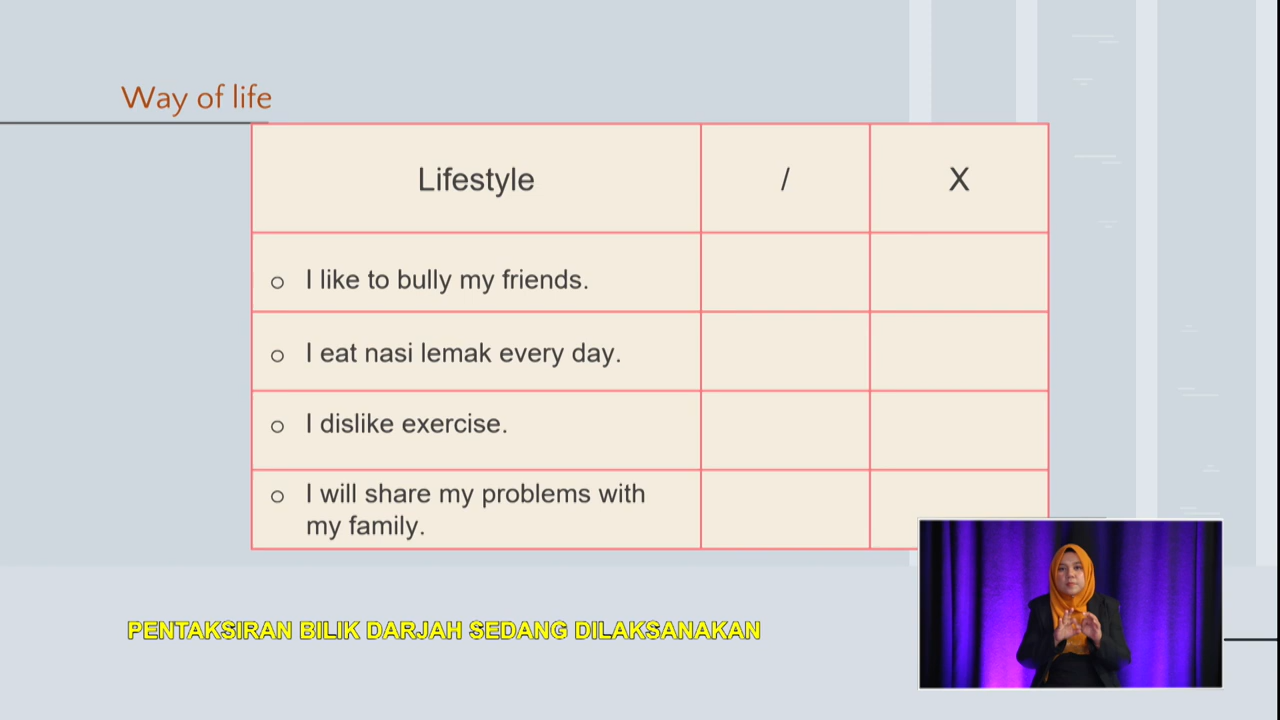 Way of life
Lifestyle / X
o I like to bully my friends.
o I eat nasi lemak every day.
o I dislike exercise.
o I will share my problems with
my family.
PENTAKSIRAN BILIK DARJAH SEDANG DILAKSANAKAN